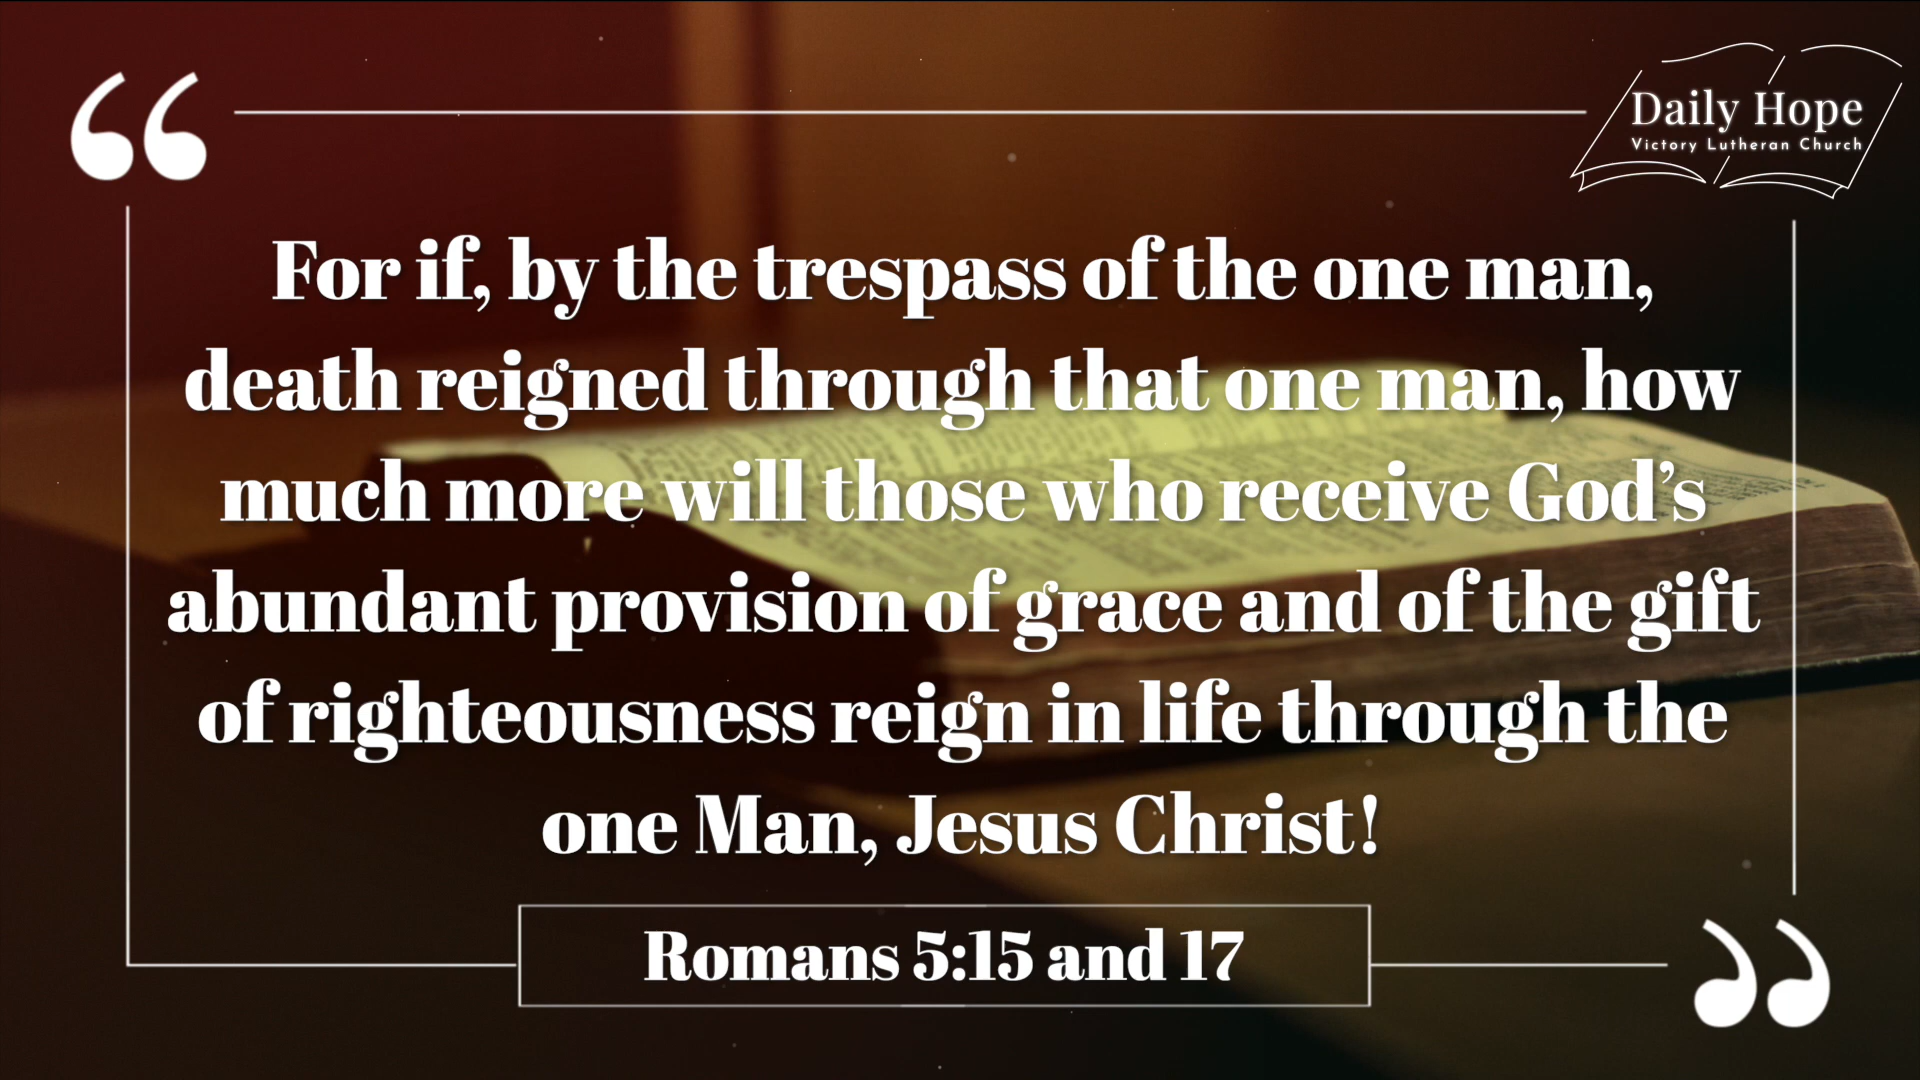 Daily Hope
Victory Lutheran Church
“
For if, by the trespass of the one man,
death reigned through that one man, how
much more will those who receive God’s
abundant provision of grace and of the gift
of righteousness reign in life through the
one Man, Jesus Christ!
Romans 5:15 and 17
”